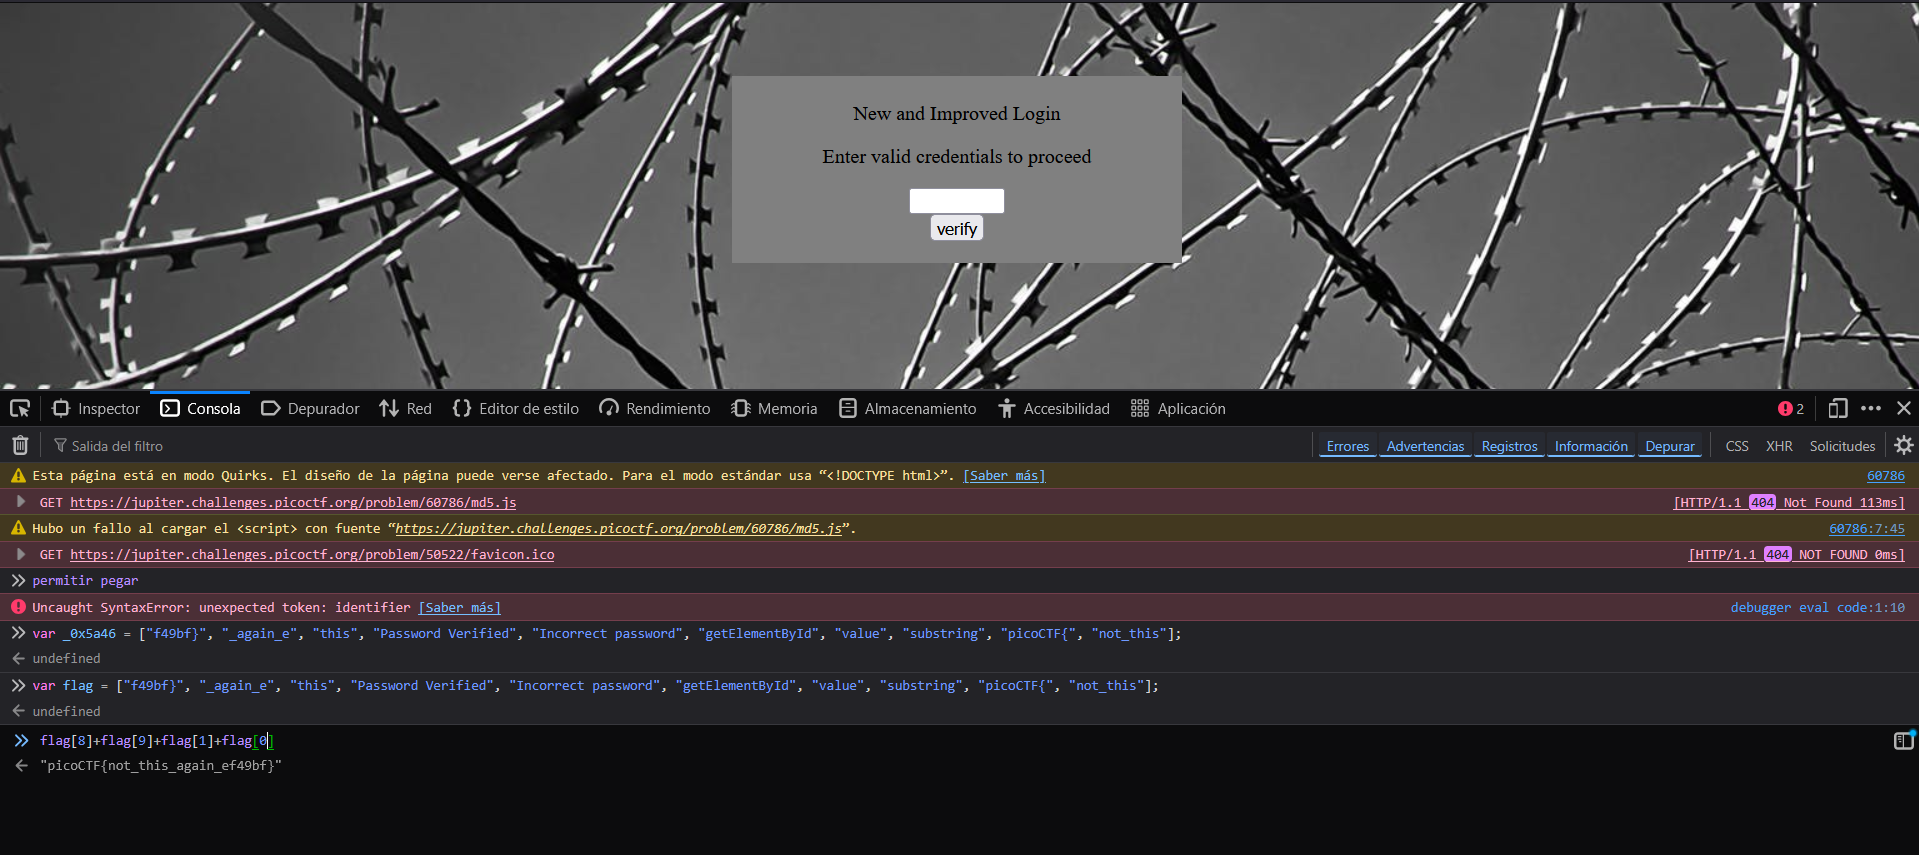 New and Improved Login
Enter valid credentials to proceed
verify
Inspector Consola Depurador Red Editor de estilo Rendimiento Memoria Almacenamiento Accesibilidad Aplicación 2
Salida del filtro Errores Advertencias Registros Información Depurar CSS XHR Solicitudes
Esta página está en modo Quirks. El diseño de la página puede verse afectado. Para el modo estándar usa “<!DOCTYPE html>”. [Saber más] 60786
GET https://jupiter.challenges.picoctf.org/problem/60786/md5.js [HTTP/1.1 404 Not Found 113ms]
Hubo un fallo al cargar el <script> con fuente “https://jupiter.challenges.picoctf.org/problem/60786/md5.js”. 60786:7:45
GET https://jupiter.challenges.picoctf.org/problem/50522/favicon.ico [HTTP/1.1 404 NOT FOUND 0ms]
permitir pegar
Uncaught SyntaxError: unexpected token: identifier [Saber más] debugger eval code:1:10
var _0x5a46 = ["f49bf}", "_again_e", "this", "Password Verified", "Incorrect password", "getElementById", "value", "substring", "picoCTF{", "not_this"];
undefined
var flag = ["f49bf}", "_again_e", "this", "Password Verified", "Incorrect password", "getElementById", "value", "substring", "picoCTF{", "not_this"];
undefined
flag[8]+flag[9]+flag[1]+flag[0]
"picoCTF{not_this_again_ef49bf}"